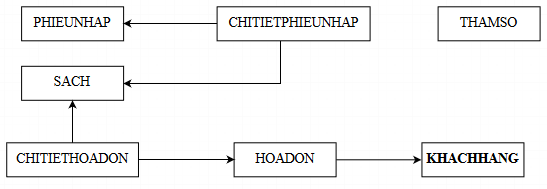 PHIEUNHAP
CHITIETPHIEUNHAP
THAMSO
SACH
CHITIETHOADON
HOADON
KHACHHANG